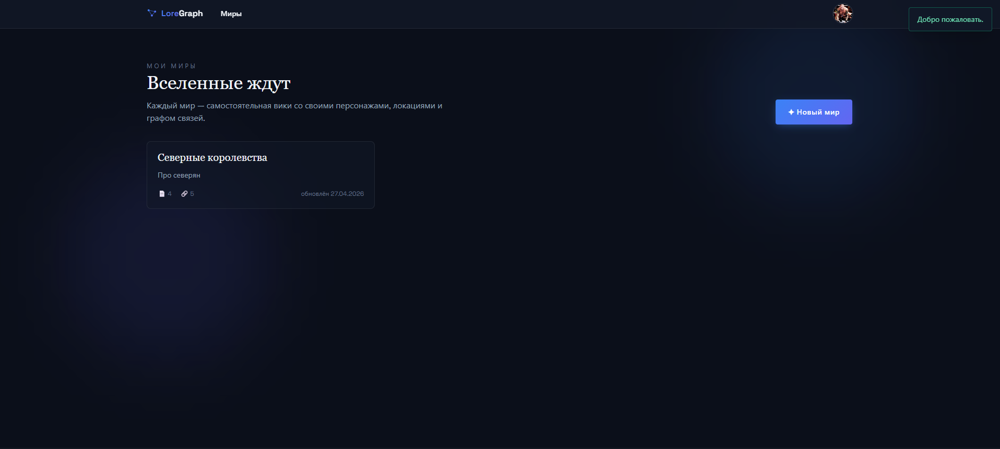 LoreGraph
Миры
Добро пожаловать.
МОИ МИРЫ
Вселенные ждут
Каждый мир — самостоятельная вики со своими персонажами, локациями и
графом связей.
✦ Новый мир
Северные королевства
Про северян
4 5 обновлён 27.04.2026